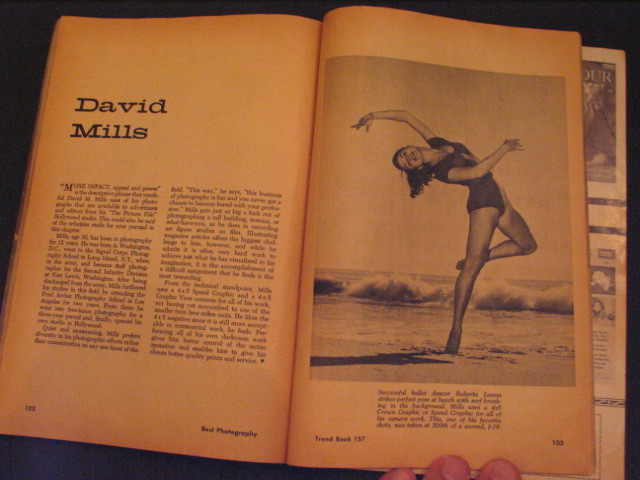 David
Mills
"MORE IMPACT, appeal and power"
is the descriptive phrase that youth-
ful David M. Mills uses of his photo-
graphs that are available to advertisers
and editors from his "The Picture File"
Hollywood studio. This could also be said
of the selection made for your perusal in
this chapter.
Mills, age 30, has been in photography
for 12 years. He was born in Washington,
D.C., went to the Signal Corps Photog-
raphy School in Long Island, N.Y., when
in the army, and became staff photog-
rapher for the Second Infantry Division
at Fort Lewis, Washington. After being
discharged from the army, Mills furthered
his studies in this field by attending the
Fred Archer Photography School in Los
Angeles for two years. From there he
went into free-lance photography for a
three-year period and, finally, opened his
own studio in Hollywood.
Quiet and unassuming, Mills prefers
diversity in his photographic efforts rather
than concentration on any one facet of the
field. "This way," he says, "this business
of photography is fun and you never get a
chance to become bored with your profes-
sion." Mills gets just as big a kick out of
photographing a tall building, mission, or
what-have-you, as he does in recording
art figure studies on film. Illustrating
magazine articles offers the biggest chal-
lenge to him, however, and while he
admits it is often very hard work to
achieve just what he has visualized in his
imagination, it is the accomplishment of
a difficult assignment that he finds is the
most rewarding.
From the technical standpoint, Mills
uses a 4x5 Speed Graphic and a 4x5
Graphic View camera for all of his work,
not having yet succumbed to use of the
smaller twin lens reflex units. He likes the
4x5 negative since it is still more accept-
able in commercial work, he feels. Per-
forming all of his own darkroom work
gives him better control of the entire
operation and enables him to give his
clients better quality prints and service.
102
Best Photography
Successful ballet dancer Roberta
strikes perfect pose at beach with surf break-
ing in the background. Mills uses a 4x5
Crown Graphic or Speed Graphic for all of
his camera work. This, one of his favorite
shots, was taken at 200th of a second, f-16.
Trend Book 157
103
OUR